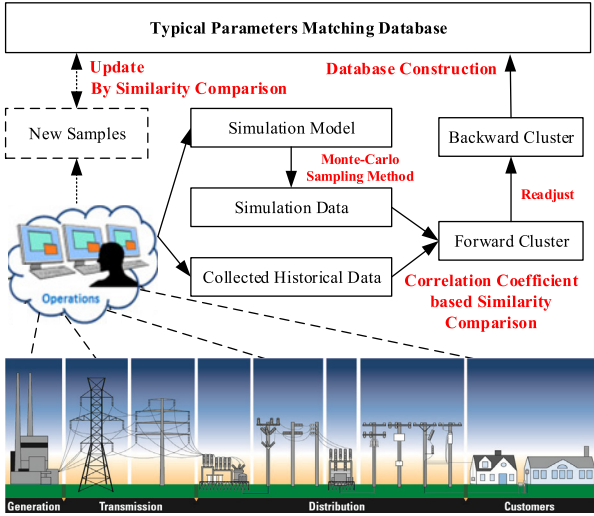 Typical Parameters Matching Database
Update
By Similarity Comparison
Database Construction
New Samples
Simulation Model
Backward Cluster
Monte-Carlo
Sampling Method
Readjust
Simulation Data
Forward Cluster
Collected Historical Data
Operations
Correlation Coefficient
based Similarity
Comparison
Generation
Transmission
Distribution
Customers